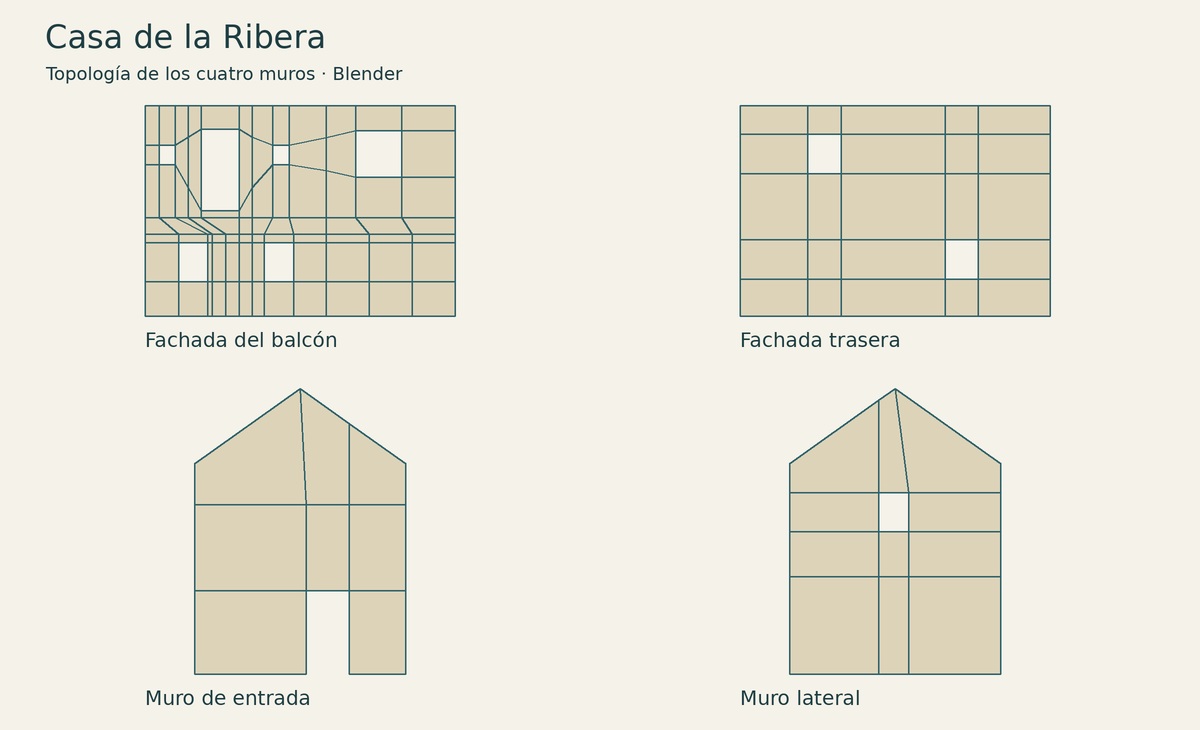 Casa de la Ribera
Topología de los cuatro muros · Blender
Fachada del balcón
Fachada trasera
Muro de entrada
Muro lateral